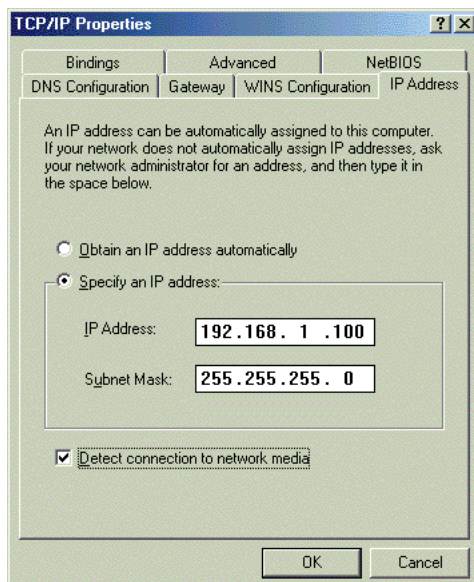 TCP/IP Properties
Bindings Advanced NetBIOS
DNS Configuration Gateway WINS Configuration IP Address
An IP address can be automatically assigned to this computer.
If your network does not automatically assign IP addresses, ask
your network administrator for an address, and then type it in
the space below.
Obtain an IP address automatically
Specify an IP address:
IP Address: 192.168. 1 .100
Subnet Mask: 255.255.255. 0
Detect connection to network media
OK Cancel